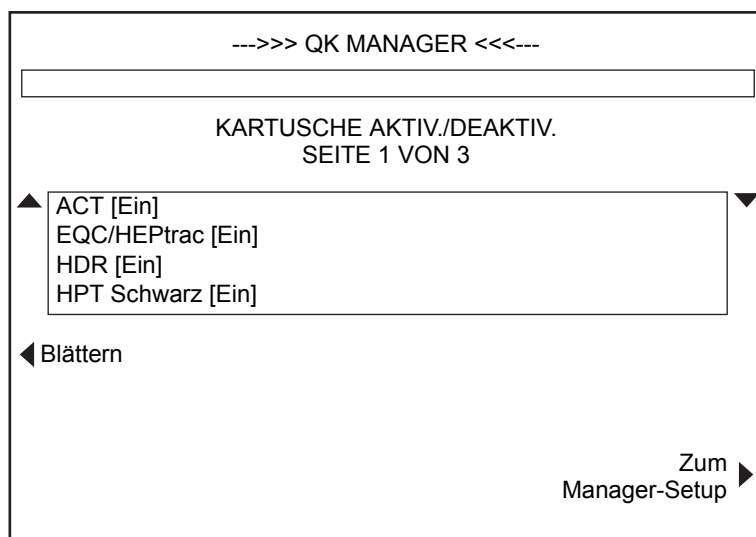 --->>> QK MANAGER <<<---
KARTUSCHE AKTIV./DEAKTIV.
SEITE 1 VON 3
ACT [Ein]
EQC/HEPtrac [Ein]
HDR [Ein]
HPT Schwarz [Ein]
Blättern
Zum
Manager-Setup